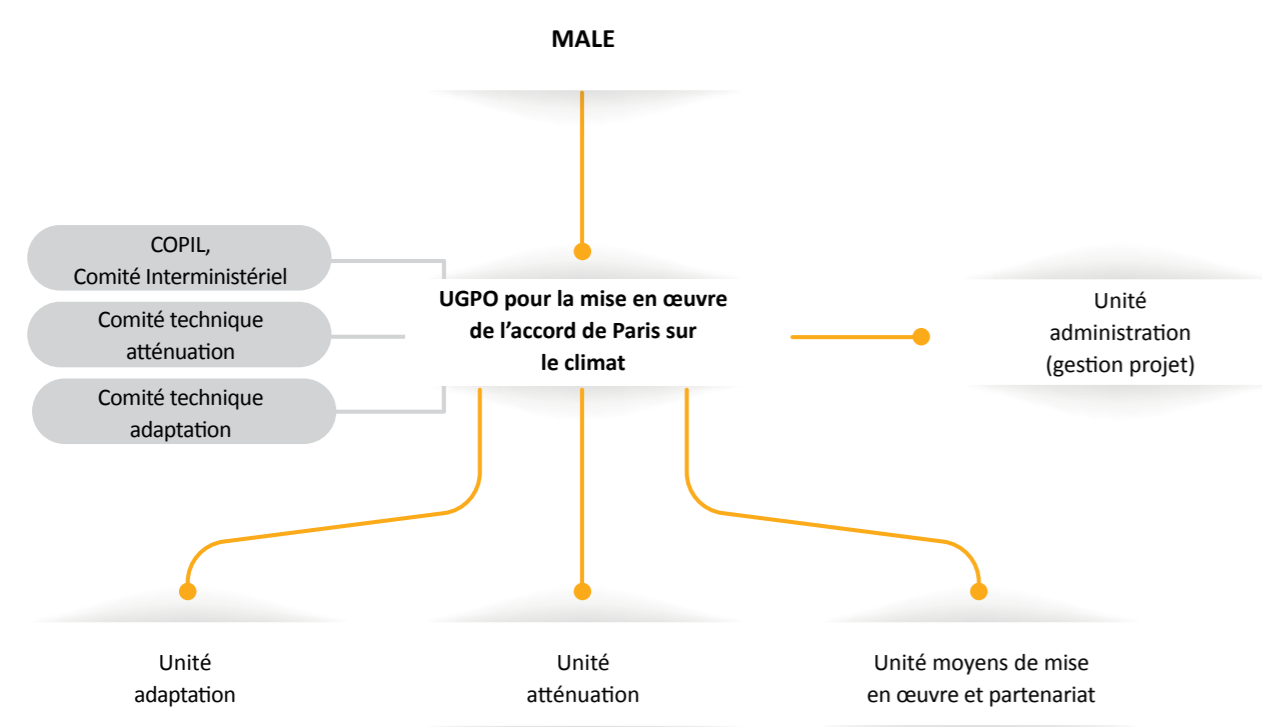 MALE
COPIL,
Comité Interministériel
Comité technique
atténuation
Comité technique
adaptation
UGPO pour la mise en œuvre
de l’accord de Paris sur
le climat
Unité
administration
(gestion projet)
Unité
adaptation
Unité
atténuation
Unité moyens de mise
en œuvre et partenariat